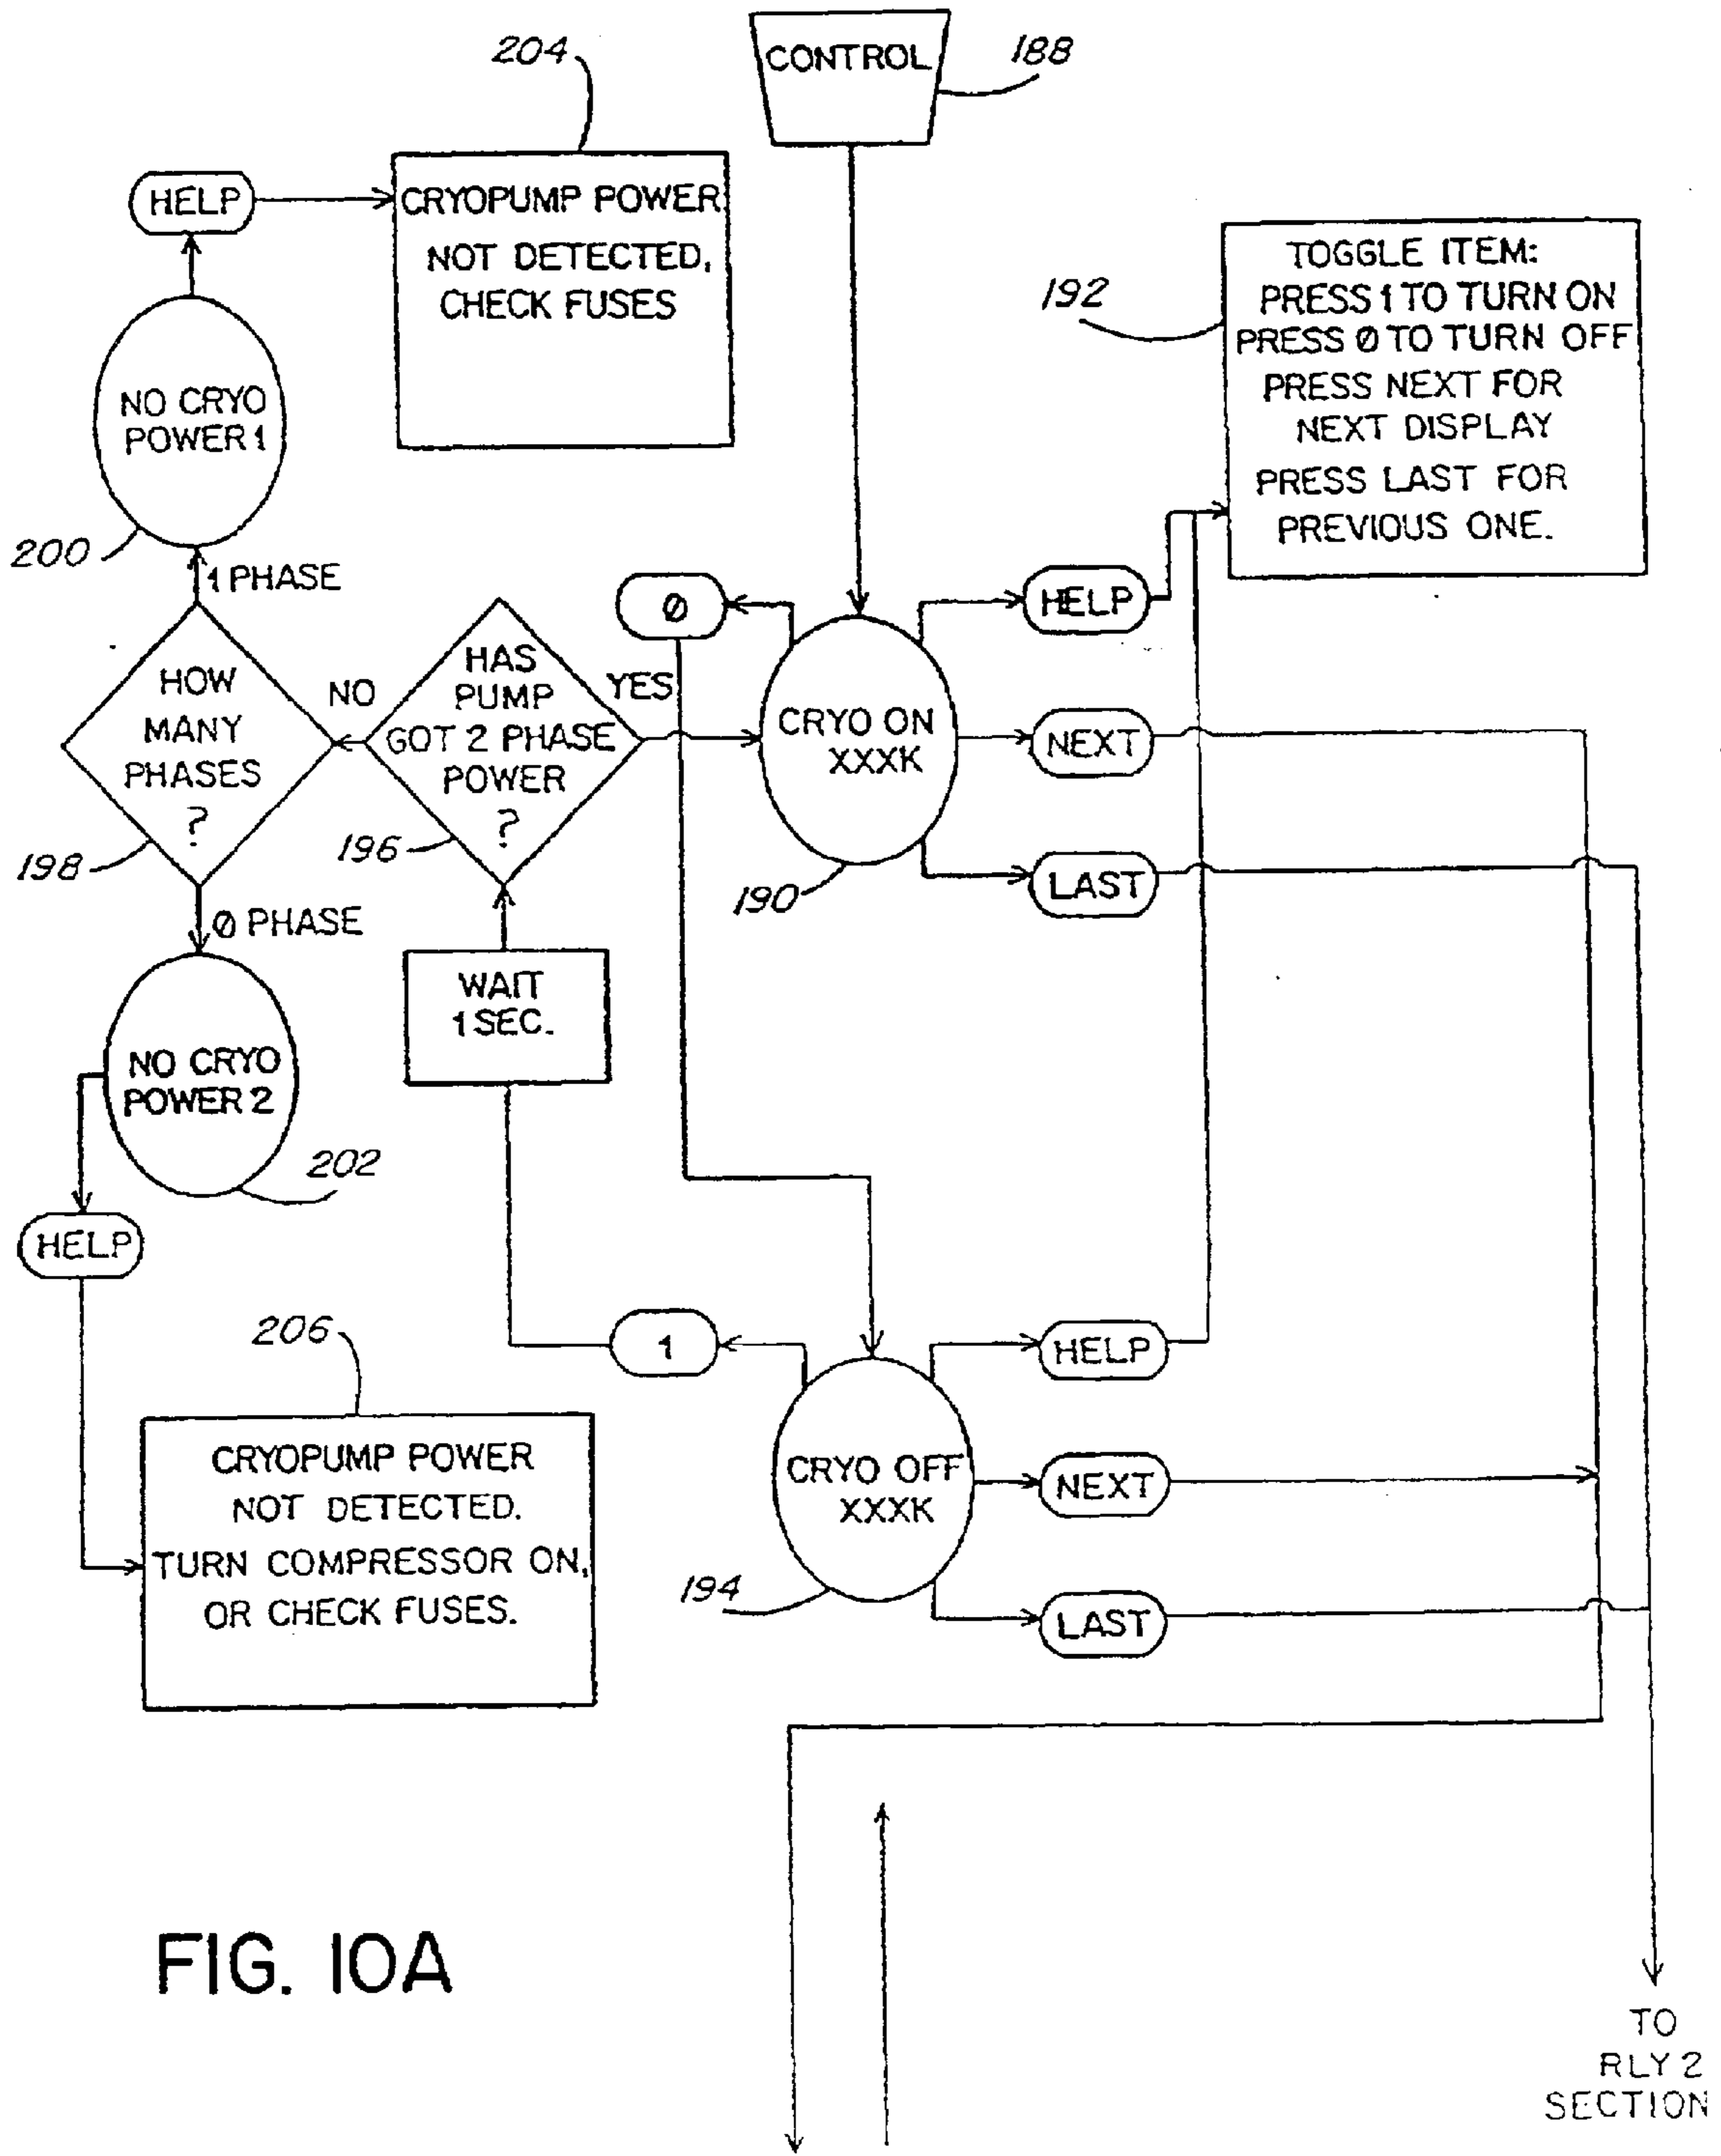 CONTROL
188
204
HELP
CRYOPUMP POWER
NOT DETECTED,
CHECK FUSES
NO CRYO
POWER 1
200
1 PHASE
192
TOGGLE ITEM:
PRESS 1 TO TURN ON
PRESS 0 TO TURN OFF
PRESS NEXT FOR
NEXT DISPLAY
PRESS LAST FOR
PREVIOUS ONE.
HOW
MANY
PHASES
?
198
NO
HAS
PUMP
GOT 2 PHASE
POWER
?
196
YES
0
CRYO ON
XXXK
190
HELP
NEXT
LAST
0 PHASE
NO CRYO
POWER 2
202
WAIT
1 SEC.
HELP
206
CRYOPUMP POWER
NOT DETECTED.
TURN COMPRESSOR ON,
OR CHECK FUSES.
1
CRYO OFF
XXXK
194
HELP
NEXT
LAST
FIG. 10A
TO
RLY 2
SECTION